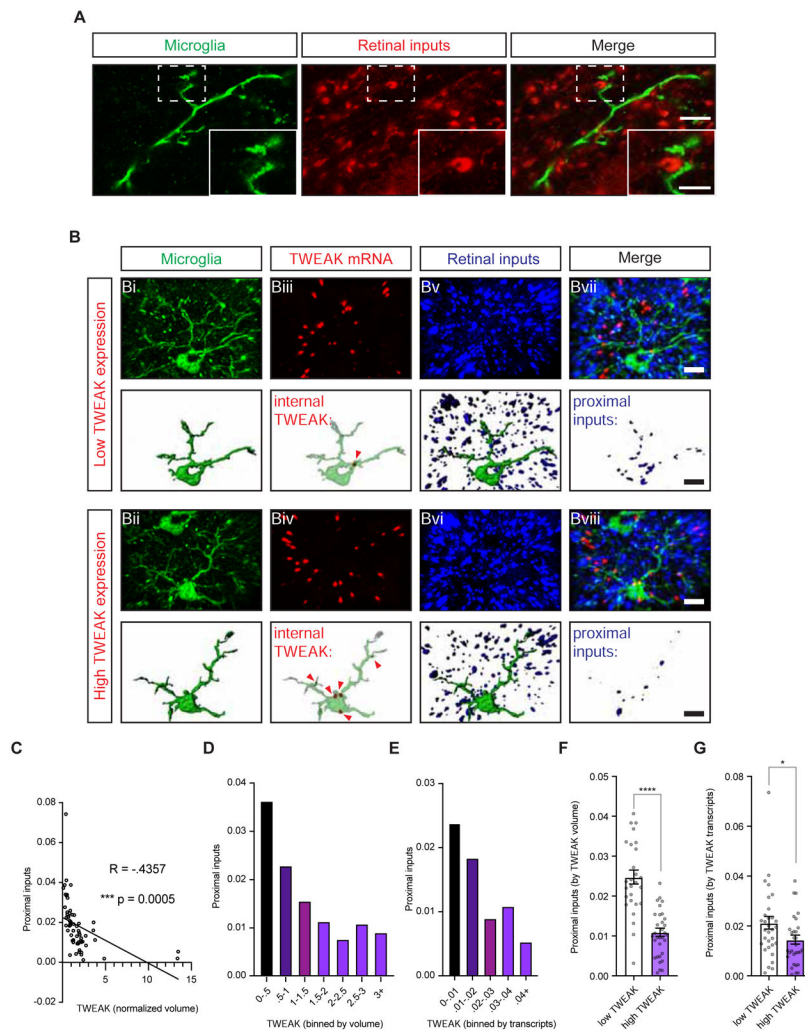 A
Microglia
Retinal inputs
Merge
B
Microglia
TWEAK mRNA
Retinal inputs
Merge
Low TWEAK expression
Bi
Biii
Bv
Bvii
internal
TWEAK:
proximal
inputs:
High TWEAK expression
Bii
Biv
Bvi
Bviii
internal
TWEAK:
proximal
inputs:
C
Proximal inputs
0.08
0.06
0.04
0.02
0.00
-0.02
R = -.4357
*** p = 0.0005
5
10
15
TWEAK (normalized volume)
D
Proximal inputs
0.04
0.03
0.02
0.01
0.00
0-.5
.5-1
1-1.5
1.5-2
2-2.5
2.5-3
3+
TWEAK (binned by volume)
E
Proximal inputs
0.03
0.02
0.01
0.00
0-.01
.01-.02
.02-.03
.03-.04
.04+
TWEAK (binned by transcripts)
F
Proximal inputs (by TWEAK volume)
0.05
0.04
0.03
0.02
0.01
0.00
****
low TWEAK
high TWEAK
G
Proximal inputs (by TWEAK transcripts)
0.08
0.06
0.04
0.02
0.00
*
low TWEAK
high TWEAK